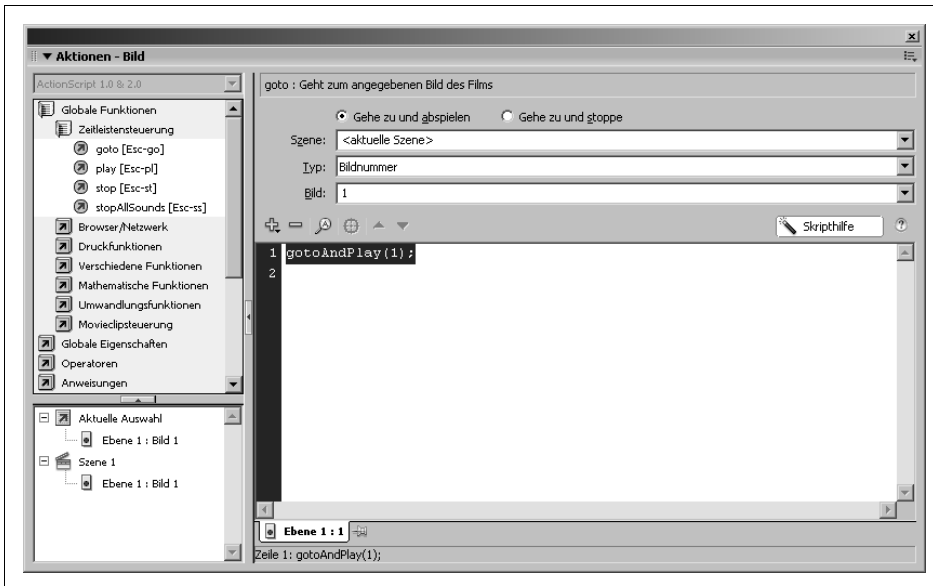 Aktionen - Bild
ActionScript 1.0 & 2.0
Globale Funktionen
Zeitleistensteuerung
goto [Esc-go]
play [Esc-pl]
stop [Esc-st]
stopAllSounds [Esc-ss]
Browser/Netzwerk
Druckfunktionen
Verschiedene Funktionen
Mathematische Funktionen
Umwandlungsfunktionen
Movieclipsteuerung
Globale Eigenschaften
Operatoren
Anweisungen
Aktuelle Auswahl
Ebene 1 : Bild 1
Szene 1
Ebene 1 : Bild 1
goto : Geht zum angegebenen Bild des Films
Gehe zu und abspielen Gehe zu und stoppe
Szene: <aktuelle Szene>
Typ: Bildnummer
Bild: 1
Skripthilfe ?
1 gotoAndPlay(1);
2
Ebene 1 : 1
Zeile 1: gotoAndPlay(1);